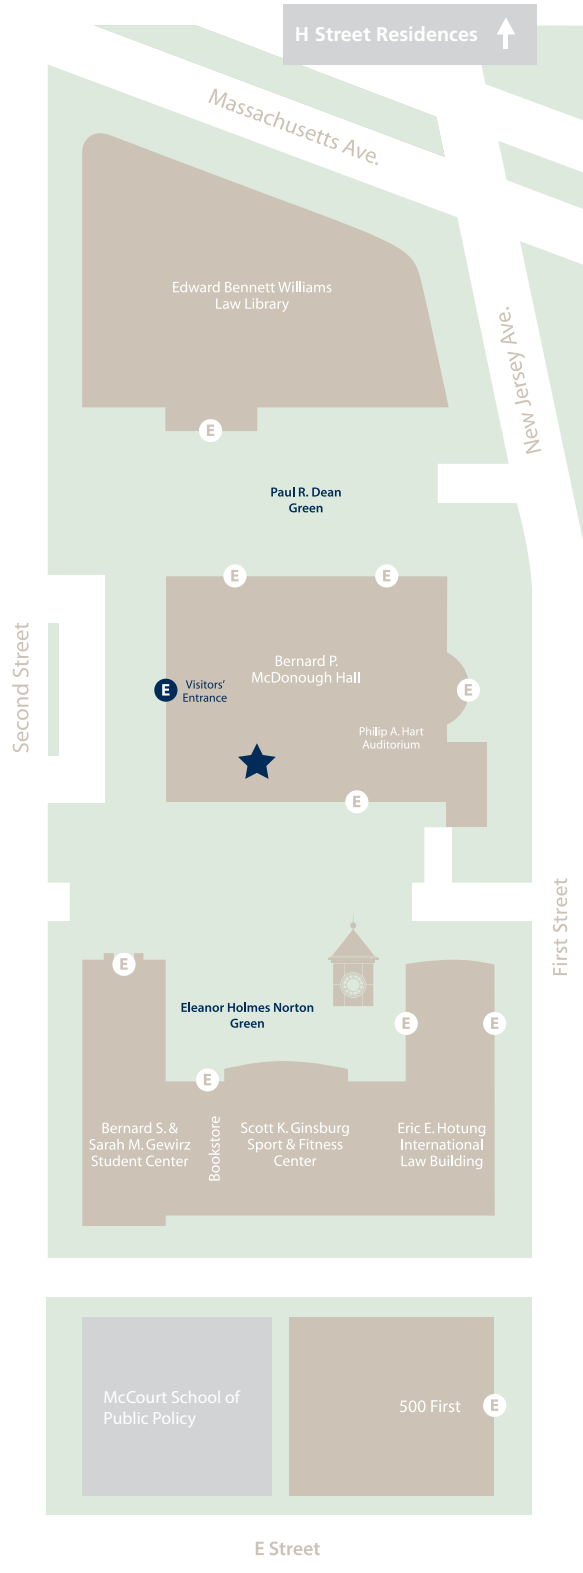 H Street Residences
Massachusetts Ave.
Edward Bennett Williams
Law Library
New Jersey Ave.
E
Paul R. Dean
Green
E
E
Second Street
Bernard P.
McDonough Hall
E
Visitors'
Entrance
E
Philip A. Hart
Auditorium
E
First Street
E
Eleanor Holmes Norton
Green
E
E
E
Bernard S. &
Sarah M. Gewirz
Student Center
Bookstore
Scott K. Ginsburg
Sport & Fitness
Center
Eric E. Hotung
International
Law Building
McCourt School of
Public Policy
500 First
E
E Street